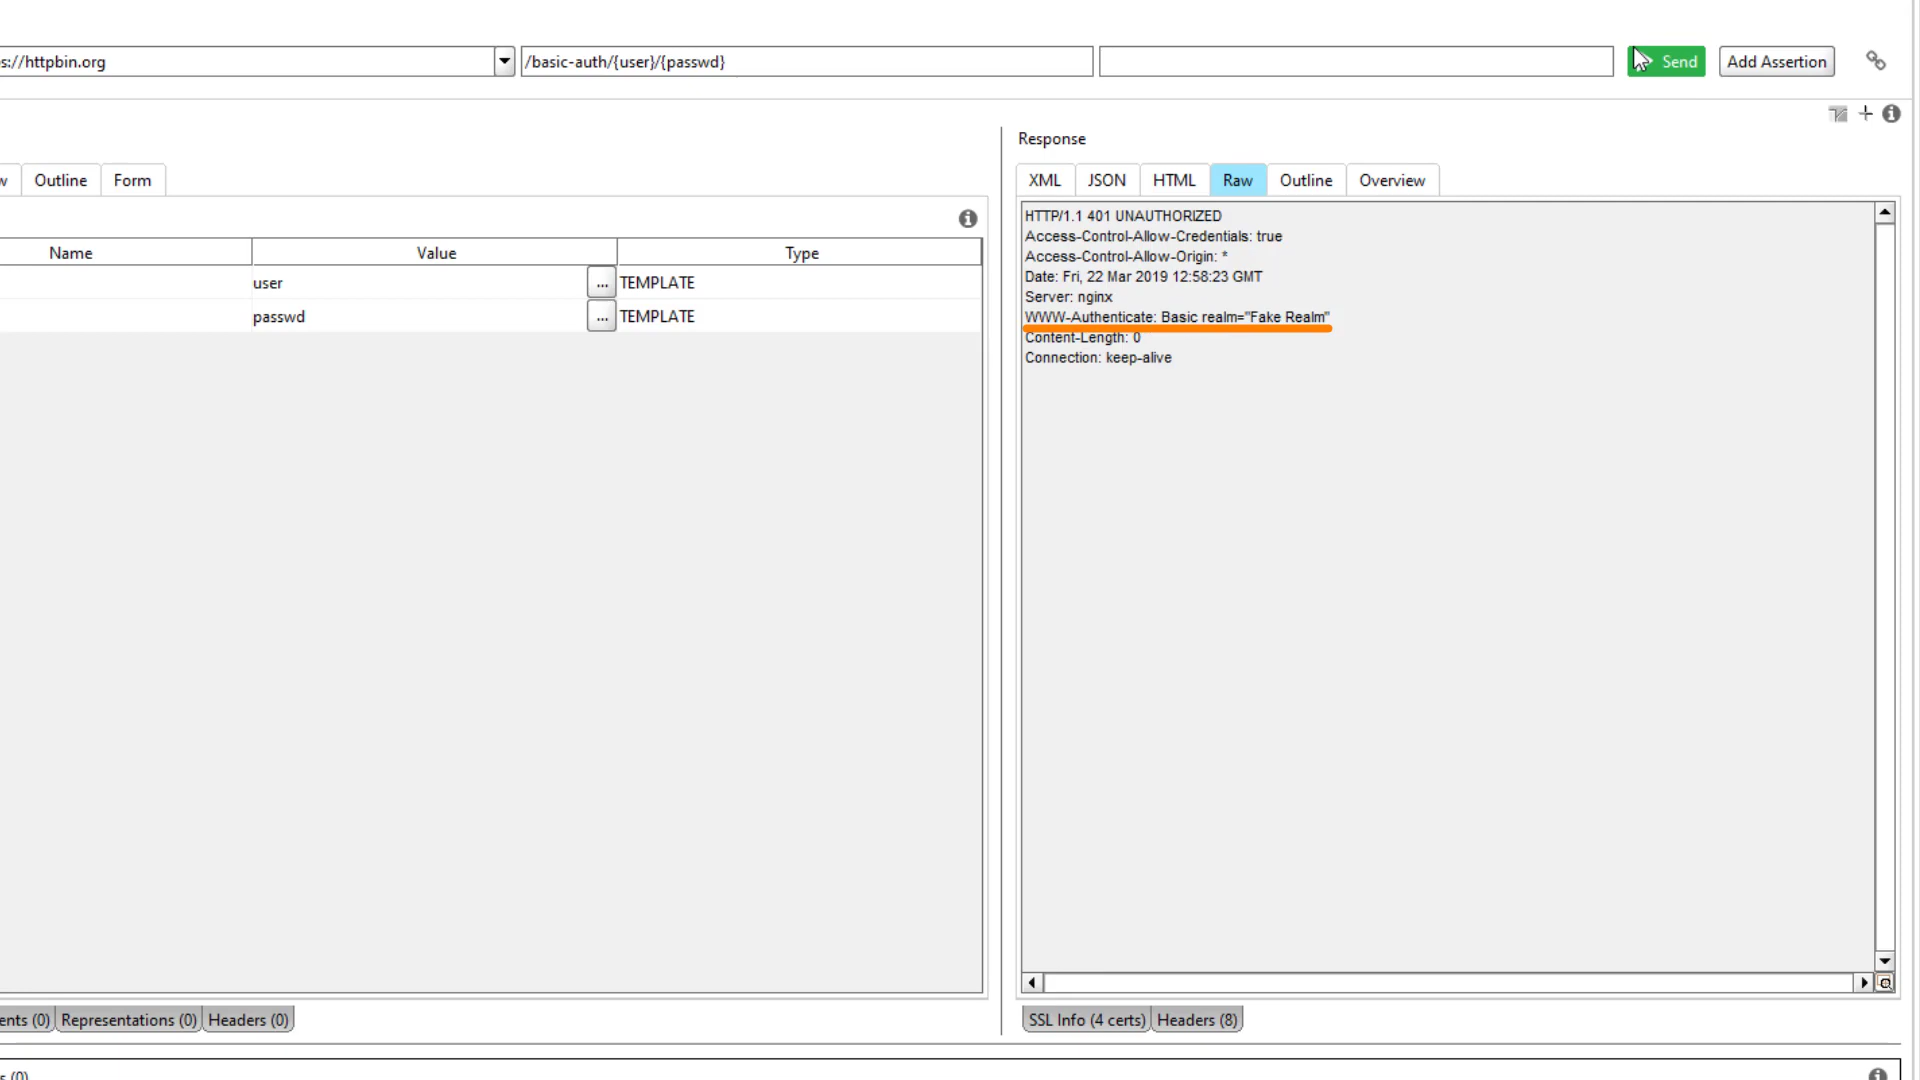 s://httpbin.org /basic-auth/{user}/{passwd} Send Add Assertion
Response
Outline Form
XML JSON HTML Raw Outline Overview
Name Value Type
user ... TEMPLATE
passwd ... TEMPLATE
HTTP/1.1 401 UNAUTHORIZED
Access-Control-Allow-Credentials: true
Access-Control-Allow-Origin: *
Date: Fri, 22 Mar 2019 12:58:23 GMT
Server: nginx
WWW-Authenticate: Basic realm="Fake Realm"
Content-Length: 0
Connection: keep-alive
ents (0) Representations (0) Headers (0)
SSL Info (4 certs) Headers (8)